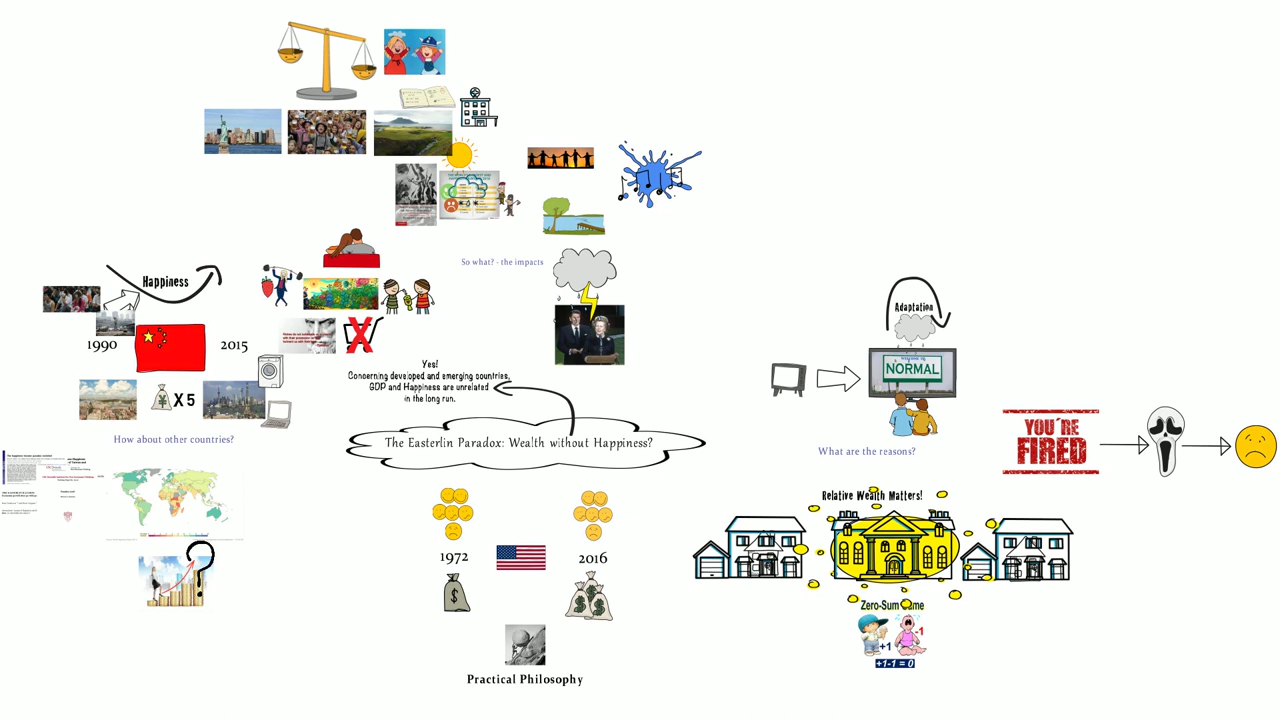 Happiness
1990
2015
X 5
How about other countries?
So what? - the impacts
Yes!
Concerning developed and emerging countries,
GDP and Happiness are unrelated
in the long run.
The Easterlin Paradox: Wealth without Happiness?
1972
2016
$
$
$
$
Practical Philosophy
Adaptation
NORMAL
What are the reasons?
YOU'RE
FIRED
Relative Wealth Matters!
Zero-Sum
+1
-1
+1-1 = 0